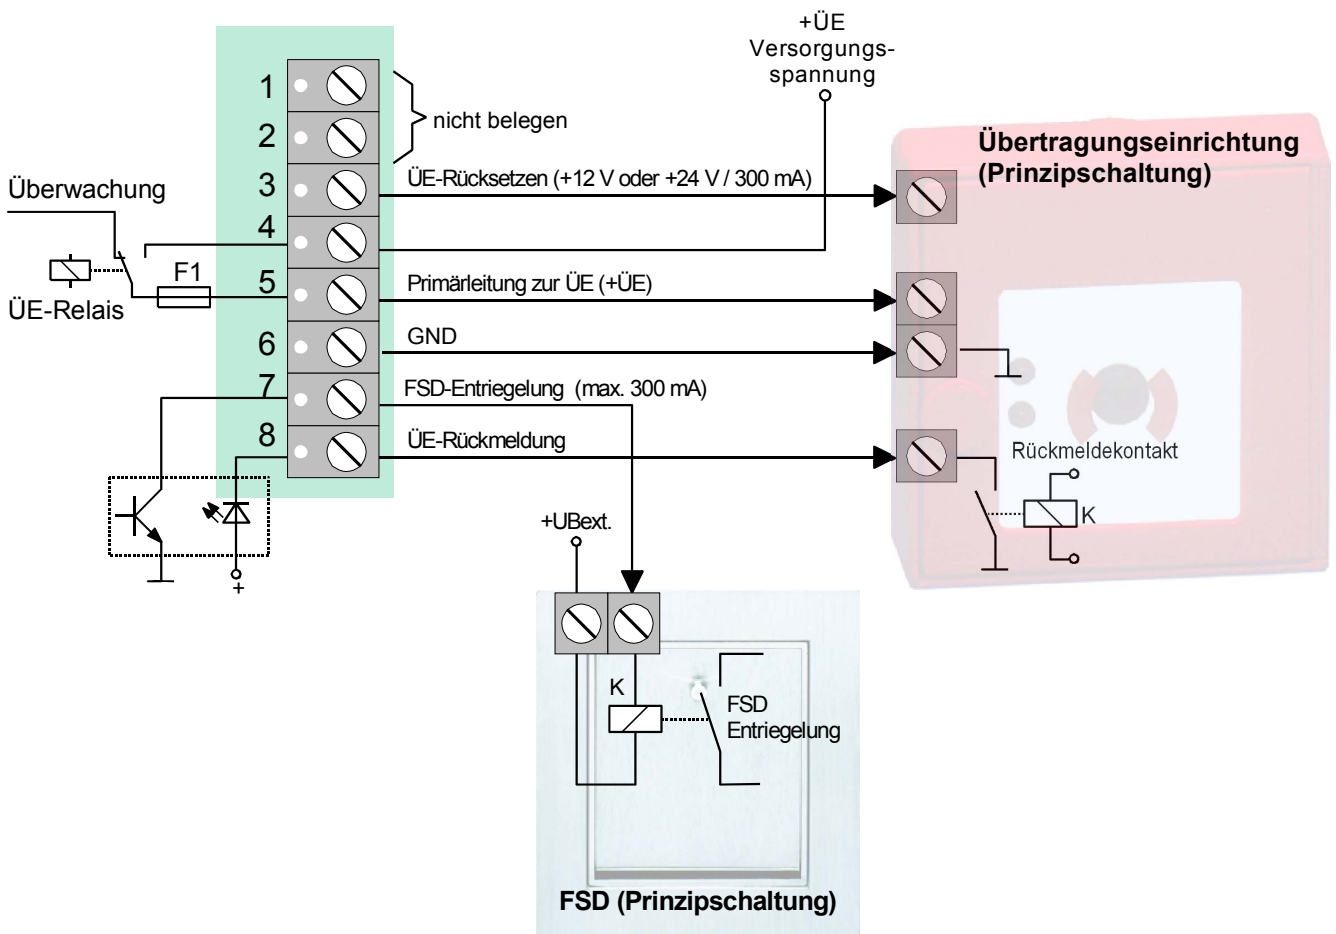 +ÜE
Versorgungs-
spannung
1
2
nicht belegen
3
ÜE-Rücksetzen (+12 V oder +24 V / 300 mA)
Übertragungseinrichtung
(Prinzipschaltung)
Überwachung
4
F1
5
Primärleitung zur ÜE (+ÜE)
ÜE-Relais
6
GND
7
FSD-Entriegelung (max. 300 mA)
8
ÜE-Rückmeldung
Rückmeldekontakt
K
+UBext.
+
K
FSD
Entriegelung
FSD (Prinzipschaltung)